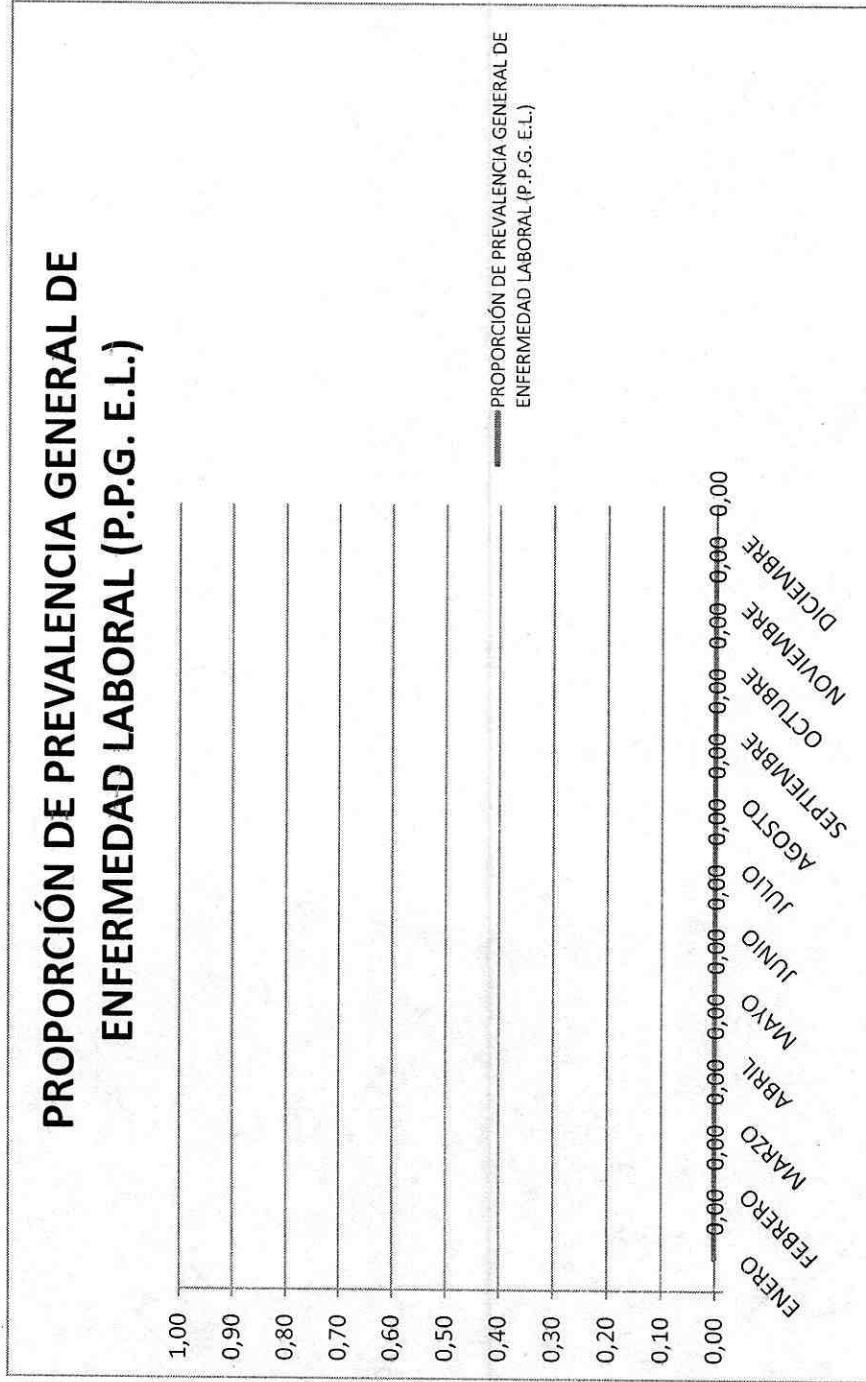 PROPORCIÓN DE PREVALENCIA GENERAL DE
ENFERMEDAD LABORAL (P.P.G. E.L.)
1,00
0,90
0,80
0,70
0,60
0,50
0,40
0,30
0,20
0,10
0,00
0,00 0,00 0,00 0,00 0,00 0,00 0,00 0,00 0,00 0,00 0,00 0,00
ENERO
FEBRERO
MARZO
ABRIL
MAYO
JUNIO
JULIO
AGOSTO
SEPTIEMBRE
OCTUBRE
NOVIEMBRE
DICIEMBRE
PROPORCIÓN DE PREVALENCIA GENERAL DE
ENFERMEDAD LABORAL (P.P.G. E.L.)